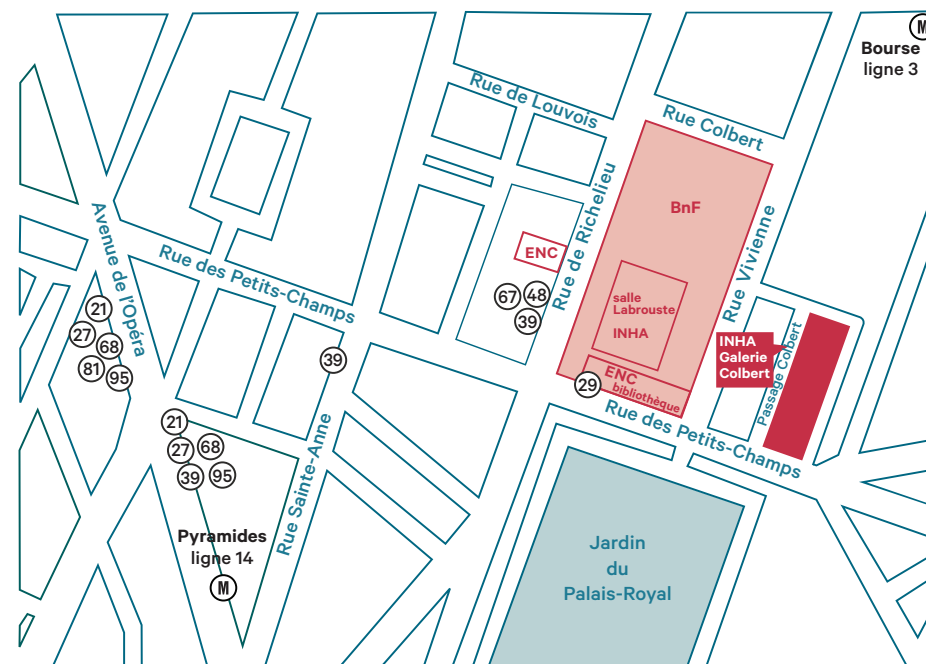 M
Bourse
ligne 3
Rue de Louvois
Rue Colbert
BnF
Rue de Richelieu
Rue Vivienne
Avenue de l'Opéra
Rue des Petits-Champs
ENC
67
48
39
salle
Labrouste
INHA
21
27
68
81
95
39
INHA
Galerie
Colbert
Passage Colbert
29
ENC
bibliothèque
Rue des Petits-Champs
21
27
68
39
95
Rue Sainte-Anne
Pyramides
ligne 14
M
Jardin
du
Palais-Royal